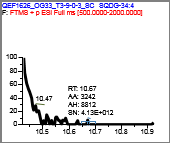 QEF1626_OG33_T3-9-0-3_SC SQDG-34:4
F: FTMS + p ESI Full ms [500.0000-2000.0000]
100
80
60
40
20
0
10.47
RT: 10.67
AA: 3242
AH: 8812
SN: 4.13E+012
10.5 10.6 10.7 10.8 10.9